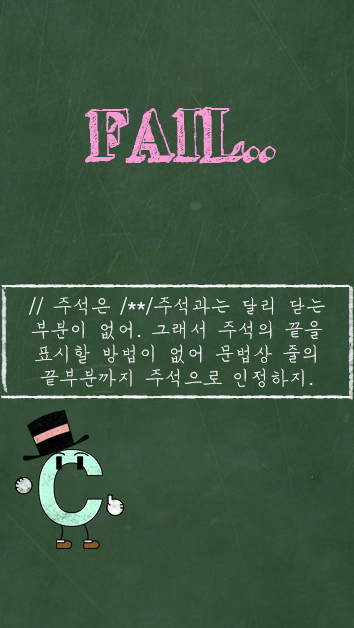 FAIL...
// 주석은 /**/주석과는 달리 닫는
부분이 없어. 그래서 주석의 끝을
표시할 방법이 없어 문법상 줄의
끝부분까지 주석으로 인정하지.
C